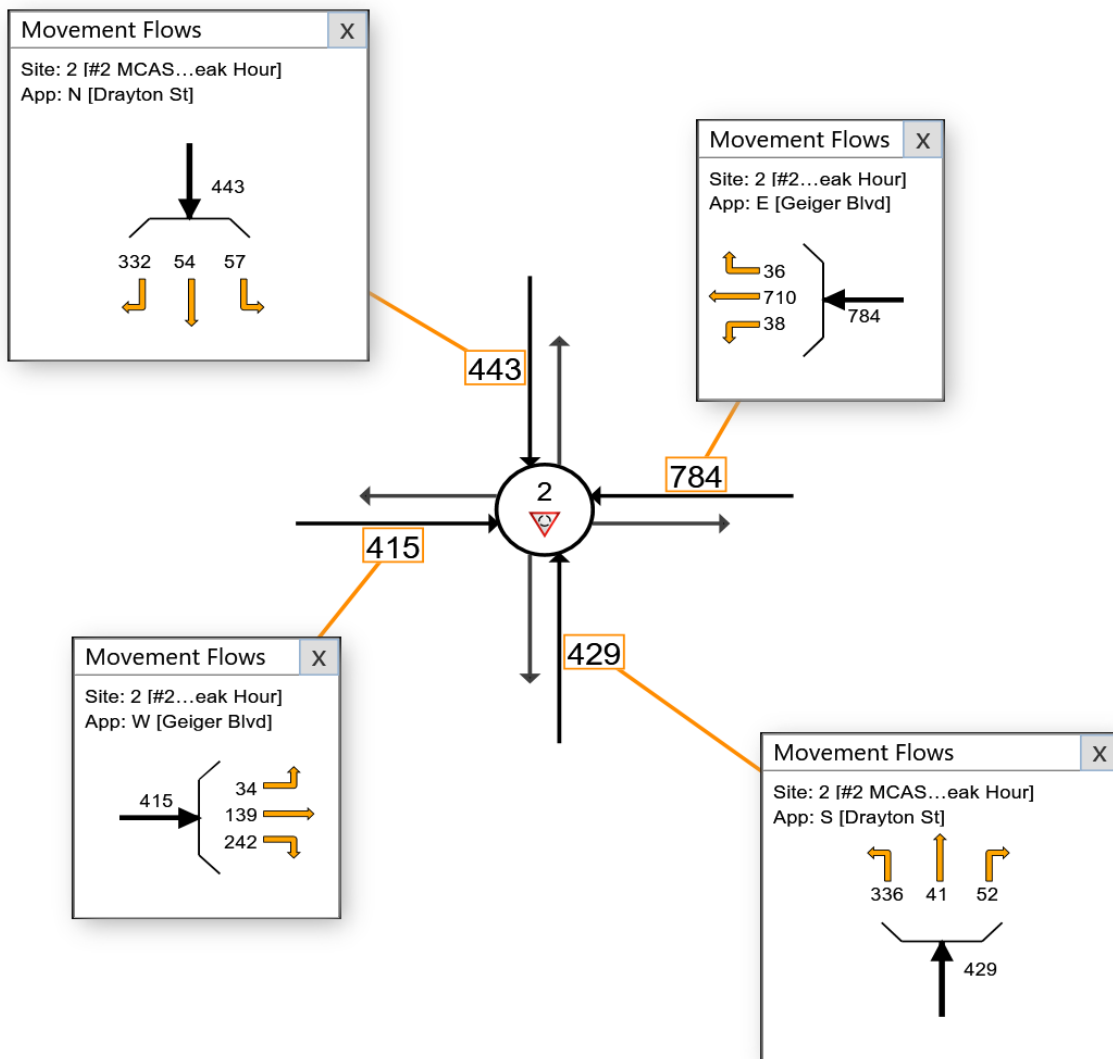 Movement Flows X
Site: 2 [#2 MCAS...eak Hour]
App: N [Drayton St]
443
332 54 57
Movement Flows X
Site: 2 [#2...eak Hour]
App: E [Geiger Blvd]
36
710
38
784
443
784
2
415
429
Movement Flows X
Site: 2 [#2...eak Hour]
App: W [Geiger Blvd]
415
34
139
242
Movement Flows X
Site: 2 [#2 MCAS...eak Hour]
App: S [Drayton St]
336 41 52
429